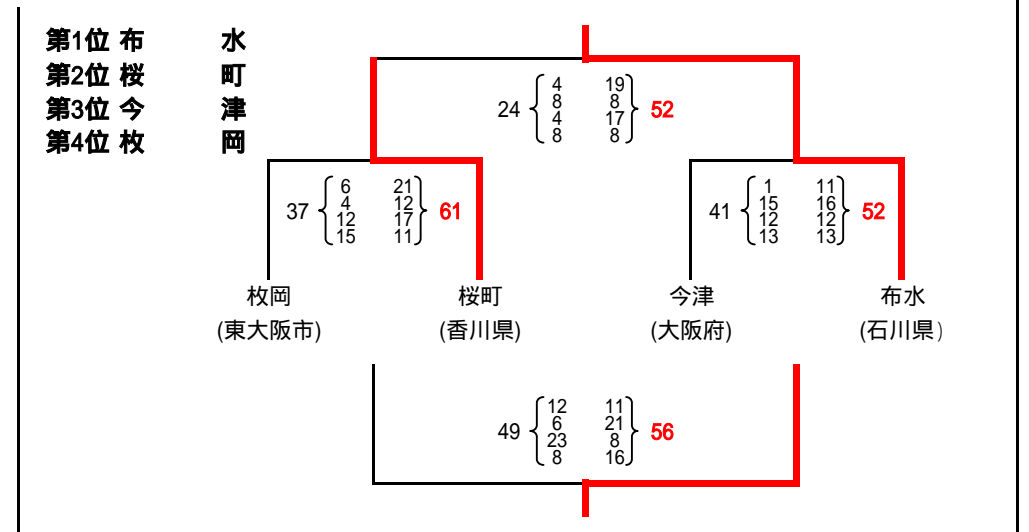 第1位 布 水
第2位 桜 町
第3位 今 津
第4位 枚 岡
24 4 19 52
8 8
4 17
8 8
37 6 21 61
4 12
12 17
15 11
41 1 11 52
15 16
12 12
13 13
枚岡 桜町 今津 布水
(東大阪市) (香川県) (大阪府) (石川県)
49 12 11 56
6 21
23 8
8 16